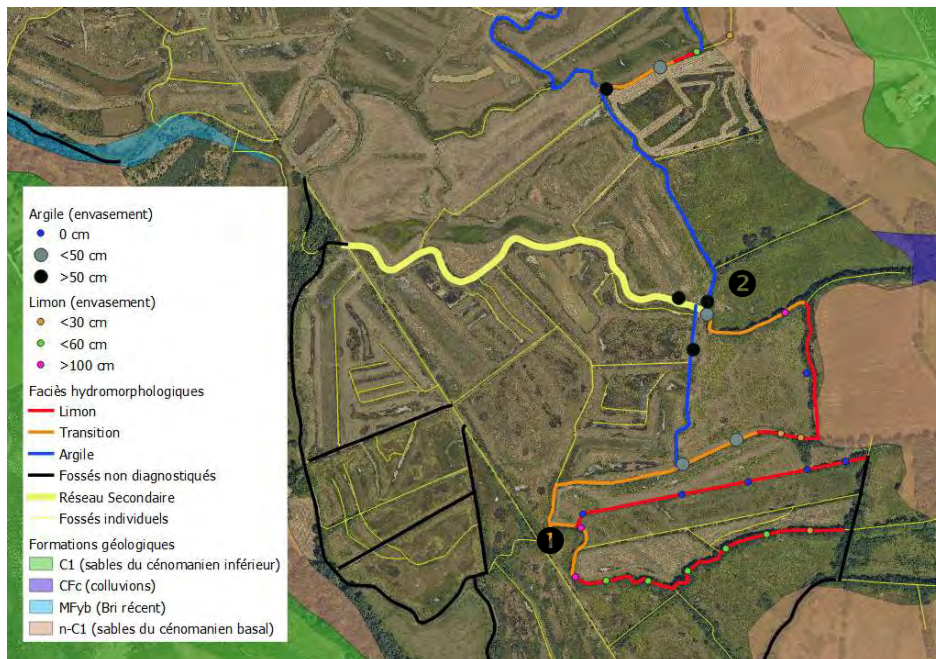 2
1
Argile (envasement)
0 cm
<50 cm
>50 cm
Limon (envasement)
<30 cm
<60 cm
>100 cm
Faciès hydromorphologiques
Limon
Transition
Argile
Fossés non diagnostiqués
Réseau Secondaire
Fossés individuels
Formations géologiques
C1 (sables du cénomanien inférieur)
CFc (colluvions)
MFyb (Bri récent)
n-C1 (sables du cénomanien basal)